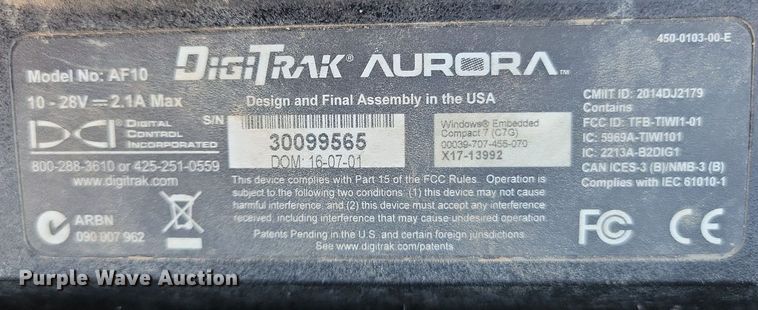 450-0103-00-E
DIGITRAK® AURORA™
Model No: AF10
10 - 28V ⎓ 2.1A Max
Design and Final Assembly in the USA
DCI DIGITAL
CONTROL
INCORPORATED
800-288-3610 or 425-251-0559
www.digitrak.com
S/N
30099565
DOM: 16-07-01
Windows® Embedded
Compact 7 (C7G)
00039-707-455-070
X17-13992
CMIIT ID: 2014DJ2179
Contains
FCC ID: TFB-TIWI1-01
IC: 5969A-TIWI101
IC: 2213A-B2DIG1
CAN ICES-3 (B)/NMB-3 (B)
Complies with IEC 61010-1
This device complies with Part 15 of the FCC Rules. Operation is
subject to the following two conditions: (1) this device may not cause
harmful interference, and (2) this device must accept any interference
received, including interference that may cause undesired operation.
Patents Pending in the U.S. and certain foreign jurisdictions.
See www.digitrak.com/patents
ARBN
090 007 962
FC CE
Purple Wave Auction